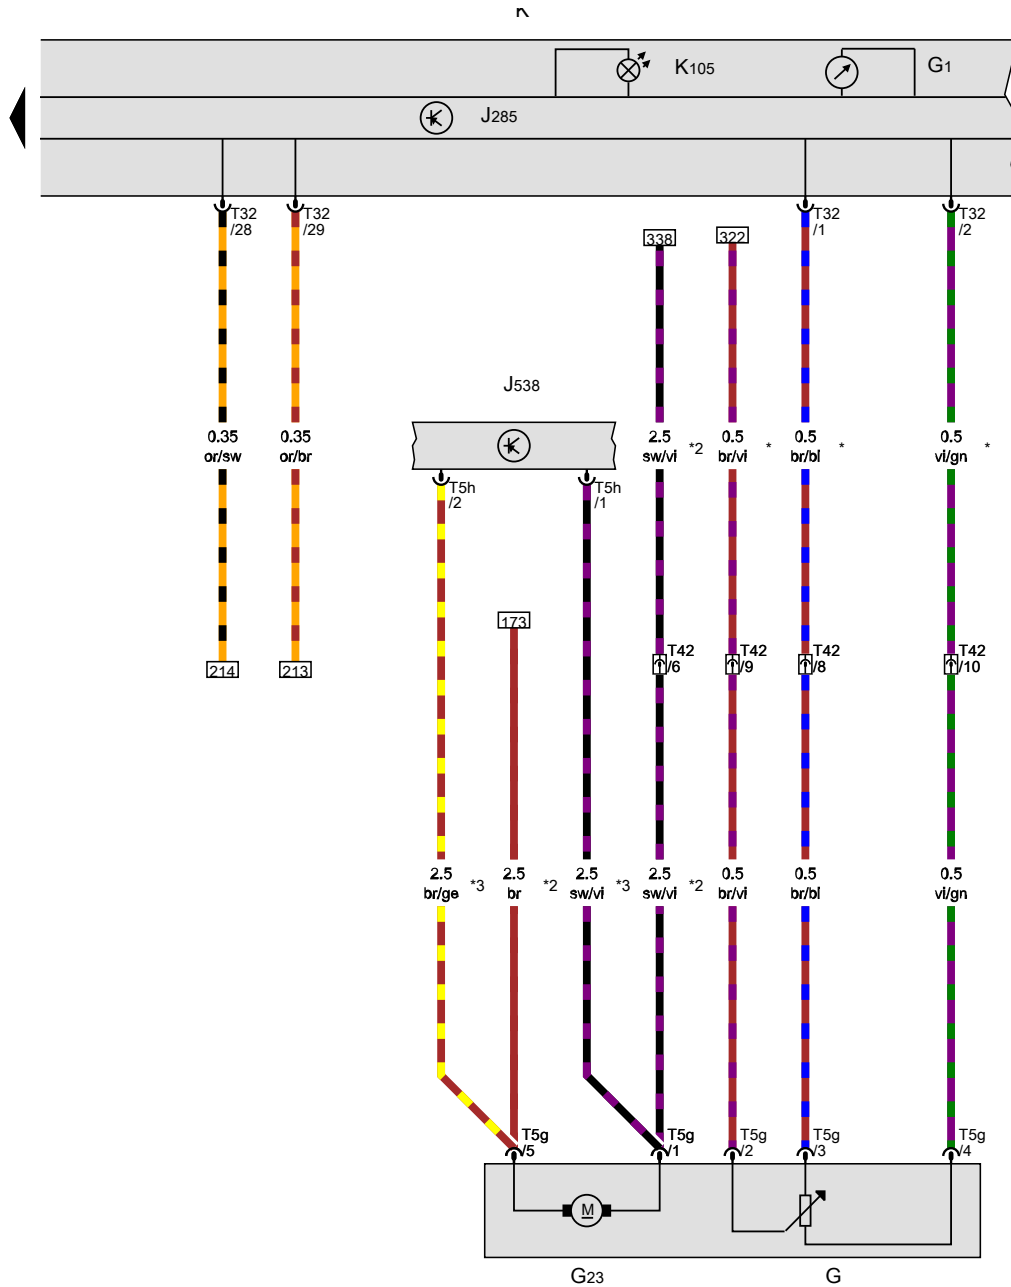 K
K105
G1
J285
T32
/28
T32
/29
T32
/1
T32
/2
338
322
J538
0.35
or/sw
0.35
or/br
2.5
sw/vi
*2
0.5
br/vi
*
0.5
br/bl
*
0.5
vi/gn
*
T5h
/2
T5h
/1
173
214
213
T42
/6
T42
/9
T42
/8
T42
/10
2.5
br/ge
*3
2.5
br
*2
2.5
sw/vi
*3
2.5
sw/vi
*2
0.5
br/vi
0.5
br/bl
0.5
vi/gn
T5g
/5
T5g
/1
T5g
/2
T5g
/3
T5g
/4
M
G23
G